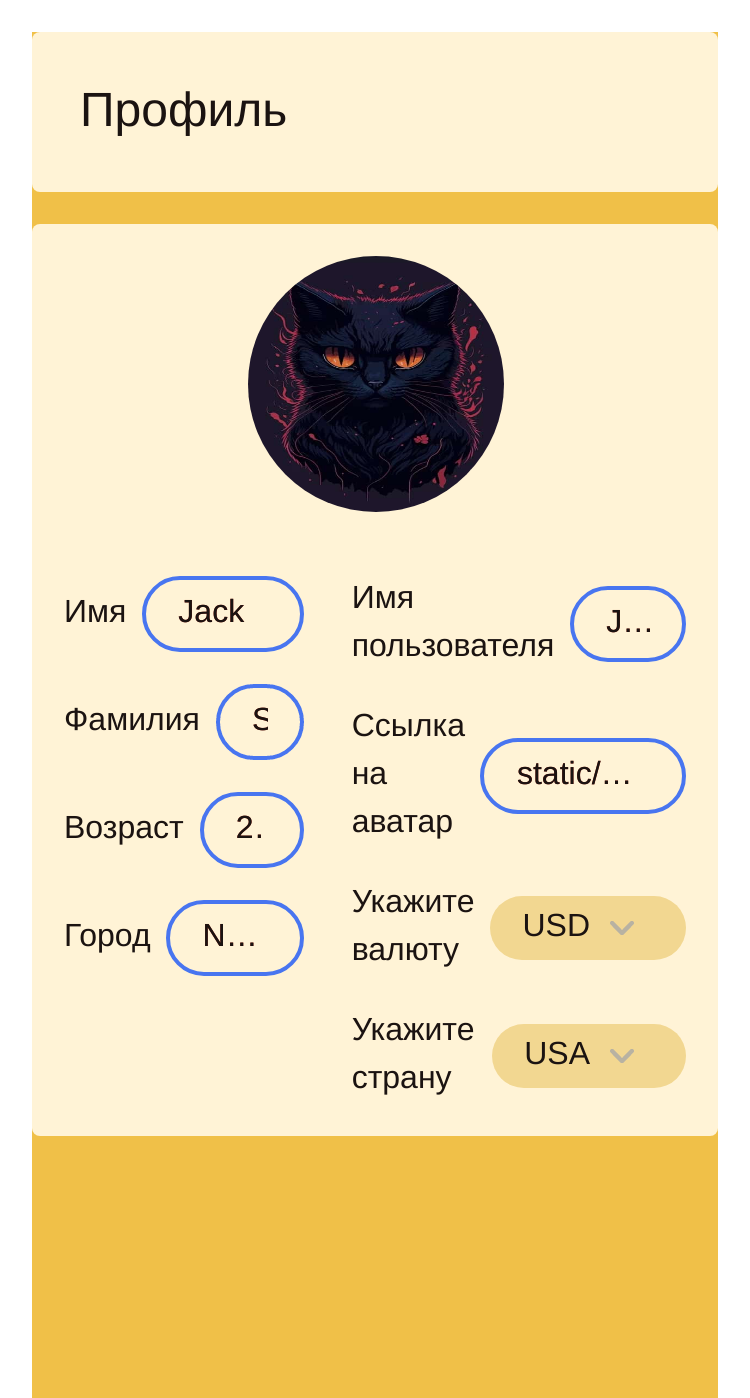 Профиль
Имя
Jack
Фамилия
S
Возраст
2.
Город
N...
Имя
пользователя
J...
Ссылка
на
аватар
static/...
Укажите
валюту
USD
Укажите
страну
USA